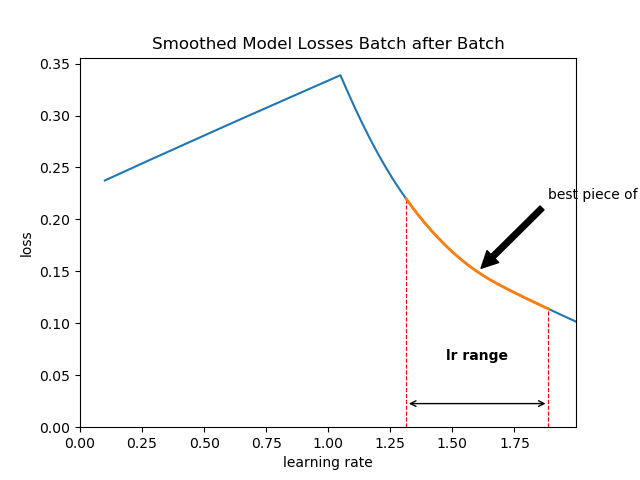 Smoothed Model Losses Batch after Batch
0.35
0.30
0.25
0.20
0.15
0.10
0.05
0.00
loss
best piece of
lr range
0.00 0.25 0.50 0.75 1.00 1.25 1.50 1.75
learning rate